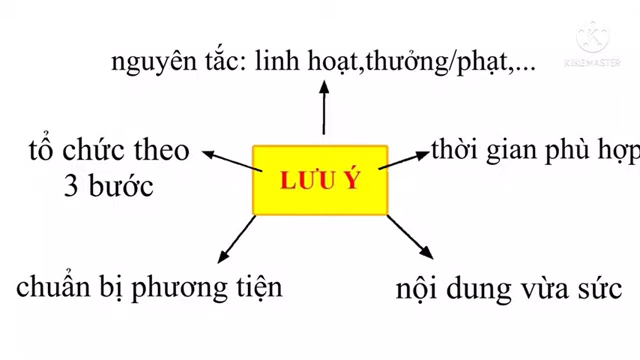 nguyên tắc: linh hoạt,thưởng/phạt,...
KINEMASTER
tổ chức theo
3 bước
LƯU Ý
thời gian phù hợp
chuẩn bị phương tiện
nội dung vừa sức